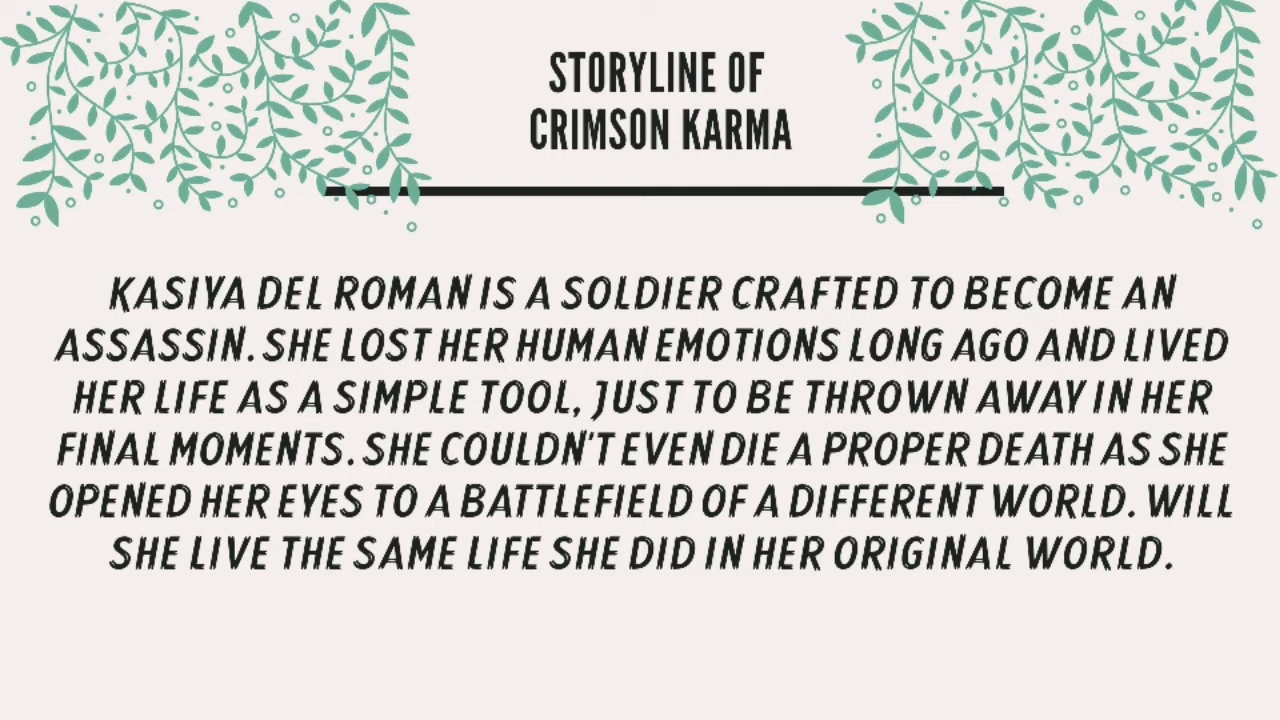 STORYLINE OF
CRIMSON KARMA
KASIYA DEL ROMAN IS A SOLDIER CRAFTED TO BECOME AN
ASSASSIN. SHE LOST HER HUMAN EMOTIONS LONG AGO AND LIVED
HER LIFE AS A SIMPLE TOOL, JUST TO BE THROWN AWAY IN HER
FINAL MOMENTS. SHE COULDN'T EVEN DIE A PROPER DEATH AS SHE
OPENED HER EYES TO A BATTLEFIELD OF A DIFFERENT WORLD. WILL
SHE LIVE THE SAME LIFE SHE DID IN HER ORIGINAL WORLD.